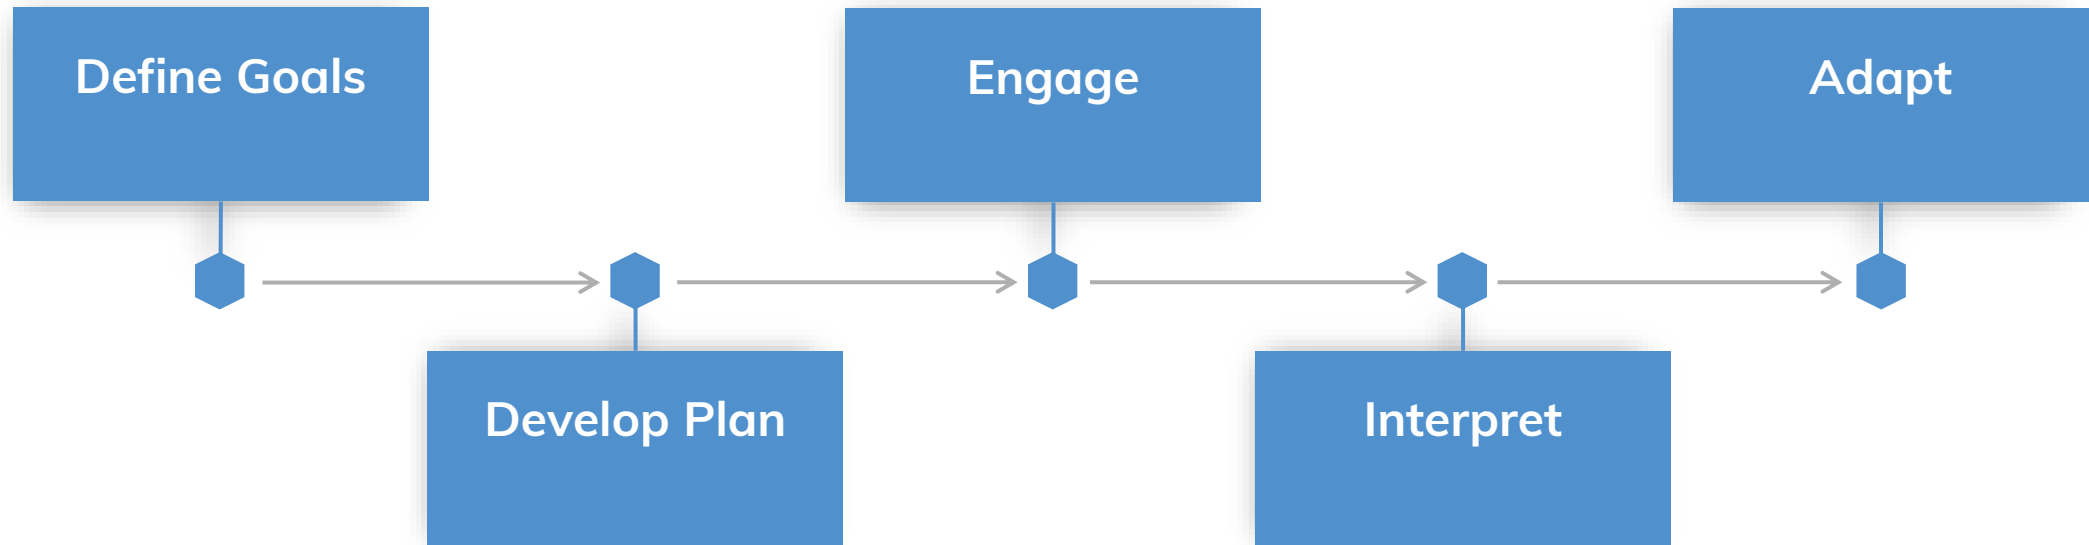 Define Goals
Develop Plan
Engage
Interpret
Adapt